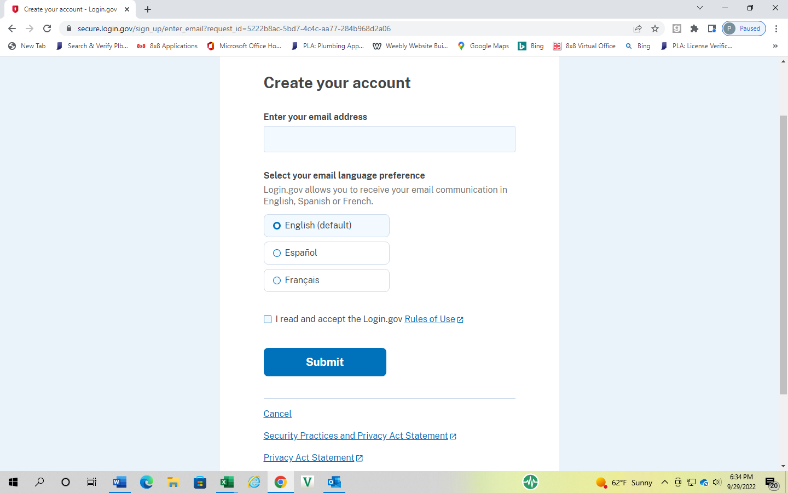 Create your account - Login.gov
secure.login.gov/sign_up/enter_email?request_id=5222b8ac-5bd7-4c4c-aa77-284b968d2a06
P Paused
New Tab
Search & Verify Plb...
8x8 Applications
Microsoft Office Ho...
PLA: Plumbing App...
Weebly Website Bui...
Google Maps
Bing
8x8 Virtual Office
Bing
PLA: License Verific...
Create your account
Enter your email address
Select your email language preference
Login.gov allows you to receive your email communication in
English, Spanish or French.
English (default)
Español
Français
I read and accept the Login.gov Rules of Use
Submit
Cancel
Security Practices and Privacy Act Statement
Privacy Act Statement
62°F Sunny
6:34 PM
9/29/2022
20